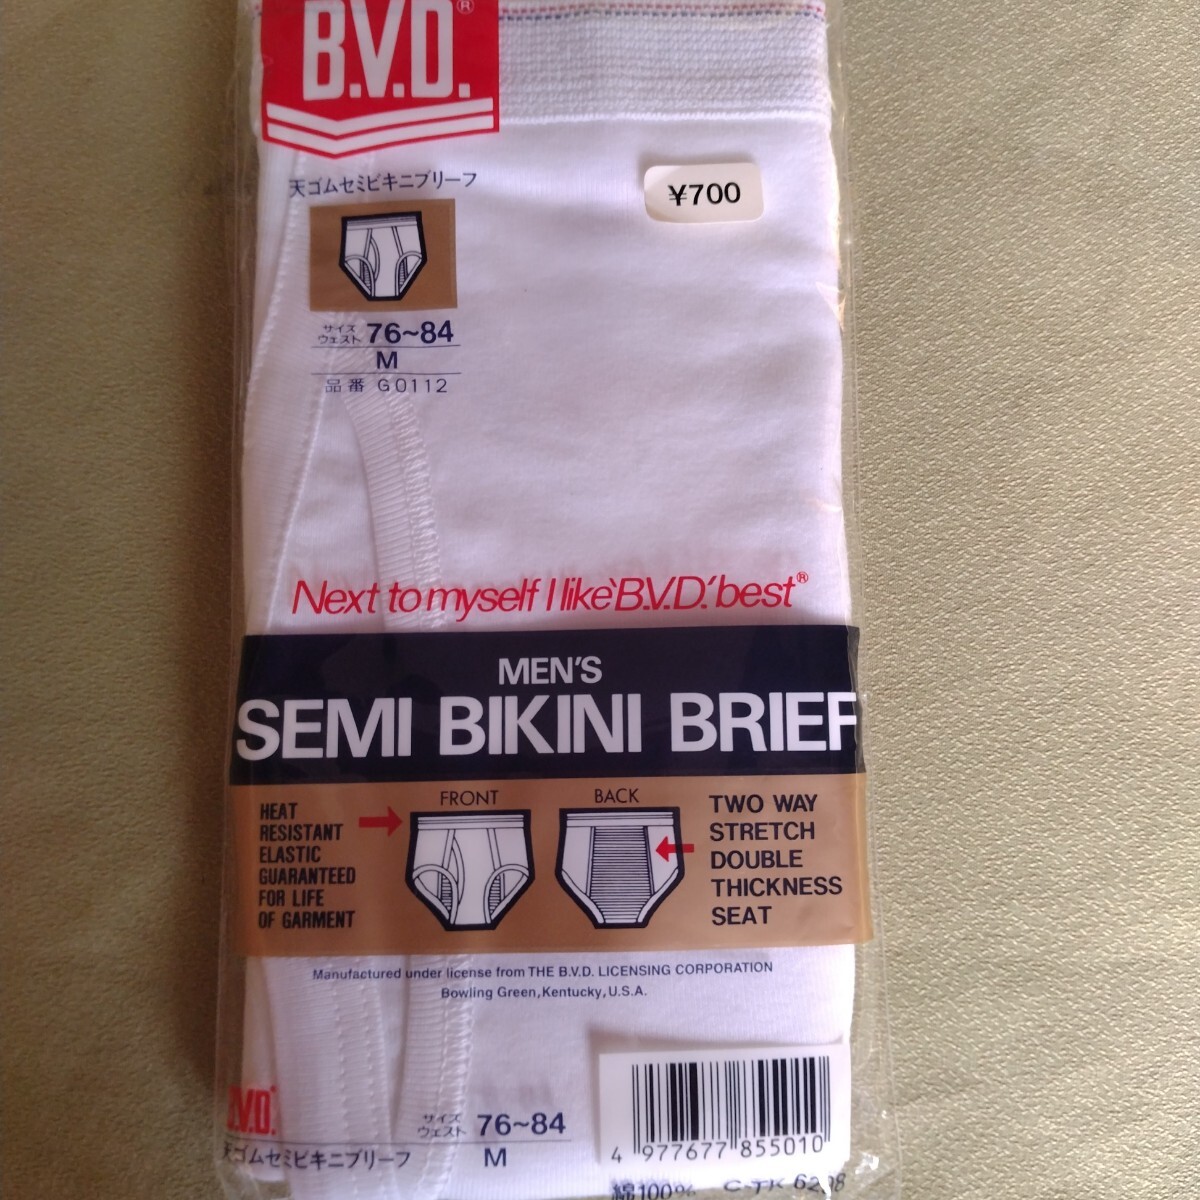 B.V.D.®
天ゴムセミビキニブリーフ
¥700
サイズ
ウェスト 76~84
M
品番 G0112
Next to myself I like 'B.V.D.' best®
MEN'S
SEMI BIKINI BRIEF
HEAT
RESISTANT
ELASTIC
GUARANTEED
FOR LIFE
OF GARMENT
FRONT
BACK
TWO WAY
STRETCH
DOUBLE
THICKNESS
SEAT
Manufactured under license from THE B.V.D. LICENSING CORPORATION
Bowling Green, Kentucky, U.S.A.
.V.D.®
サイズ
ウェスト 76~84
M
天ゴムセミビキニブリーフ
4 977677 855010
綿100% C-TK